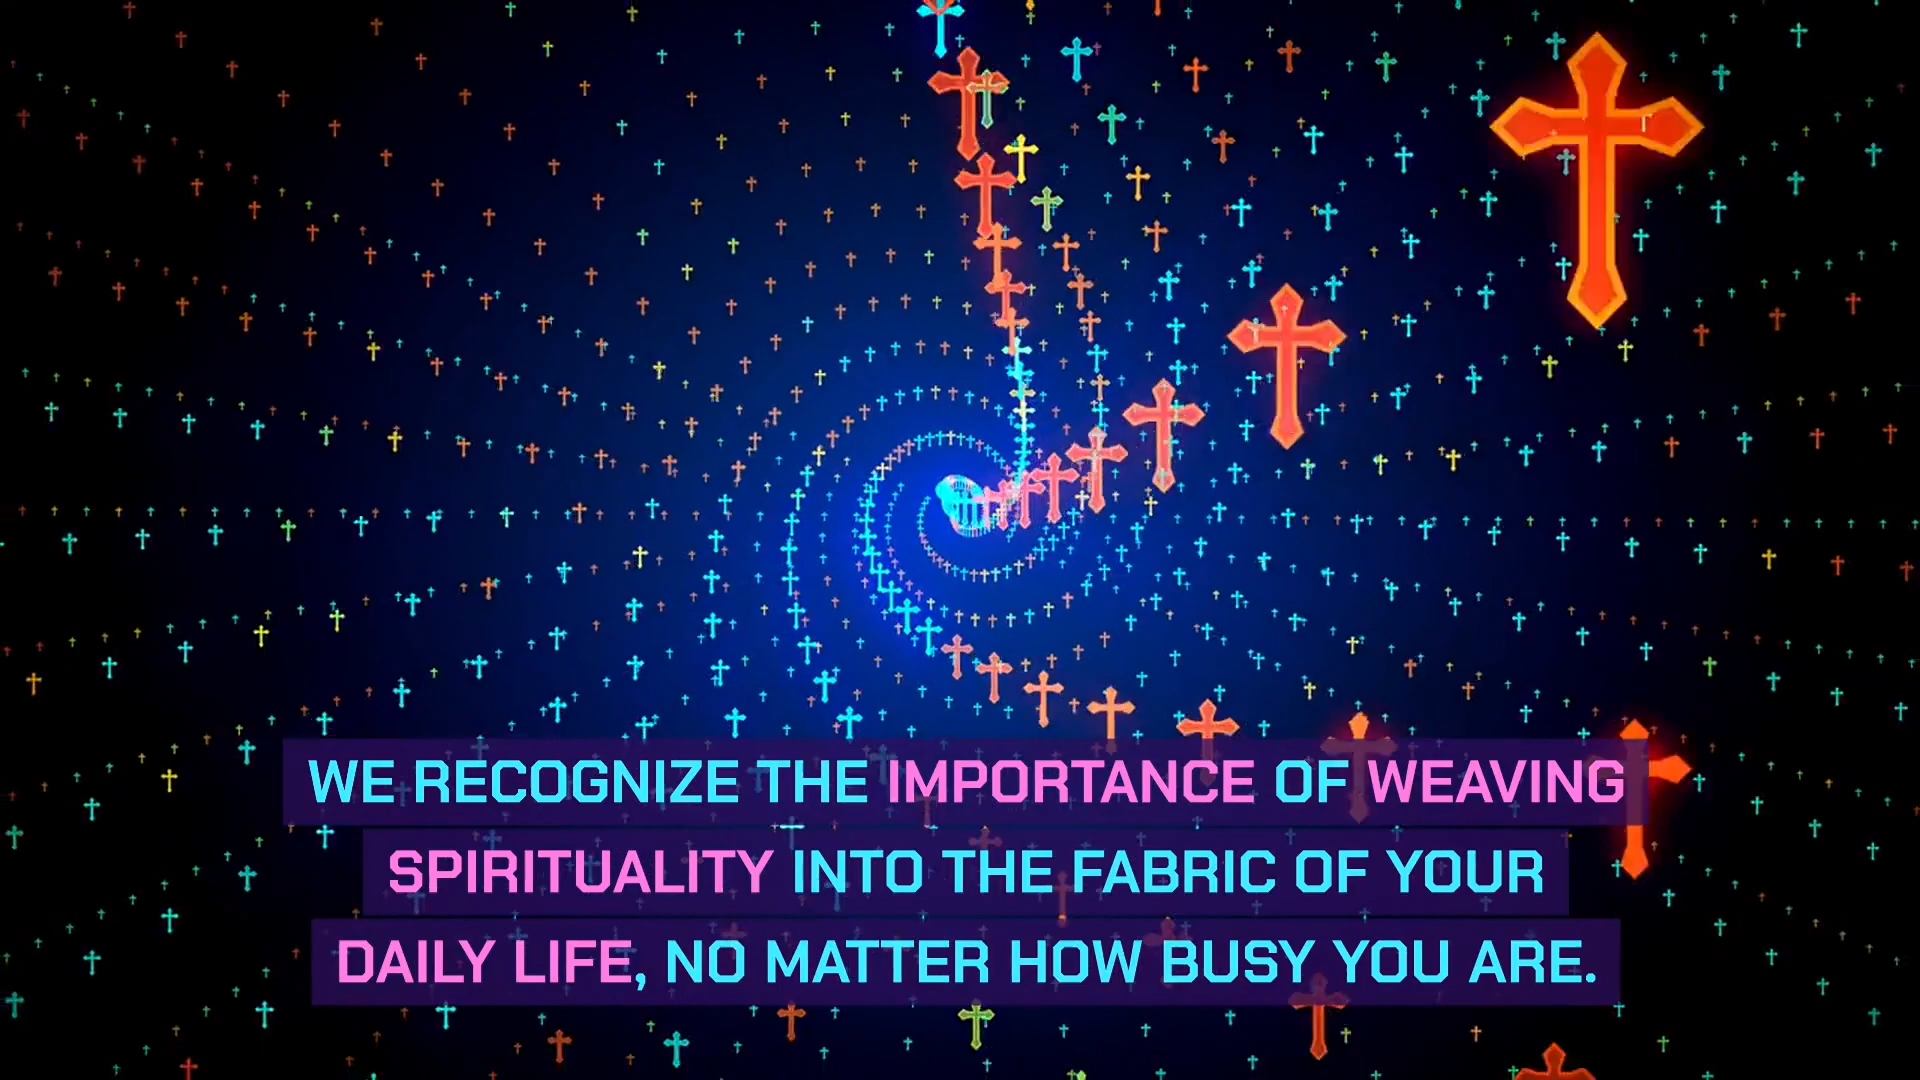 WE RECOGNIZE THE IMPORTANCE OF WEAVING
SPIRITUALITY INTO THE FABRIC OF YOUR
DAILY LIFE, NO MATTER HOW BUSY YOU ARE.